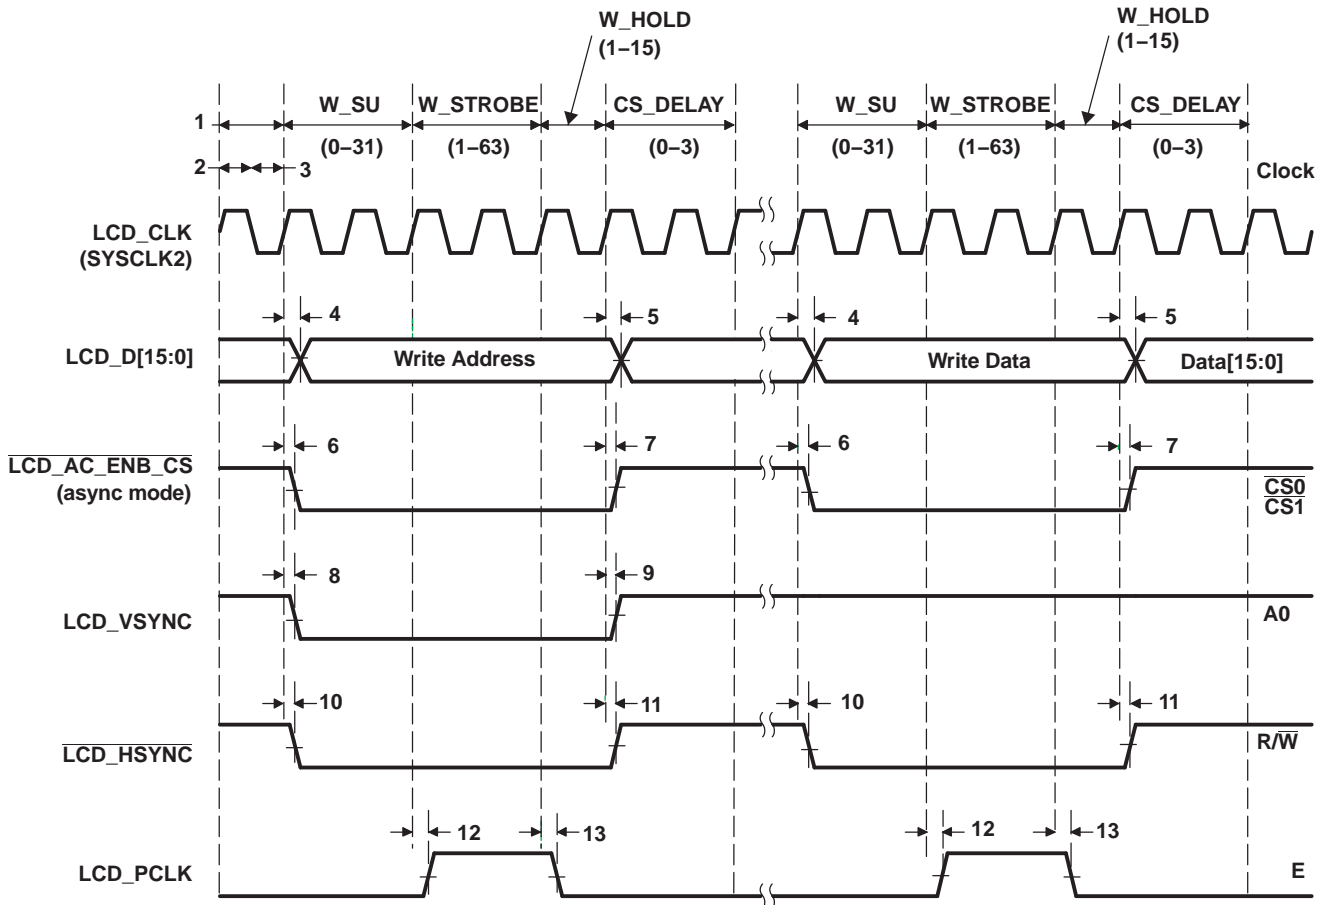 W_HOLD
(1–15)
W_HOLD
(1–15)
W_SU W_STROBE CS_DELAY W_SU W_STROBE CS_DELAY
1
(0–31) (1–63) (0–3) (0–31) (1–63) (0–3)
2 3 Clock
LCD_CLK
(SYSCLK2)
4 5 4 5
LCD_D[15:0] Write Address Write Data Data[15:0]
6 7 6 7
LCD_AC_ENB_CS
(async mode)
CS0
CS1
8 9
LCD_VSYNC A0
10 11 10 11
LCD_HSYNC R/W
12 13 12 13
LCD_PCLK E